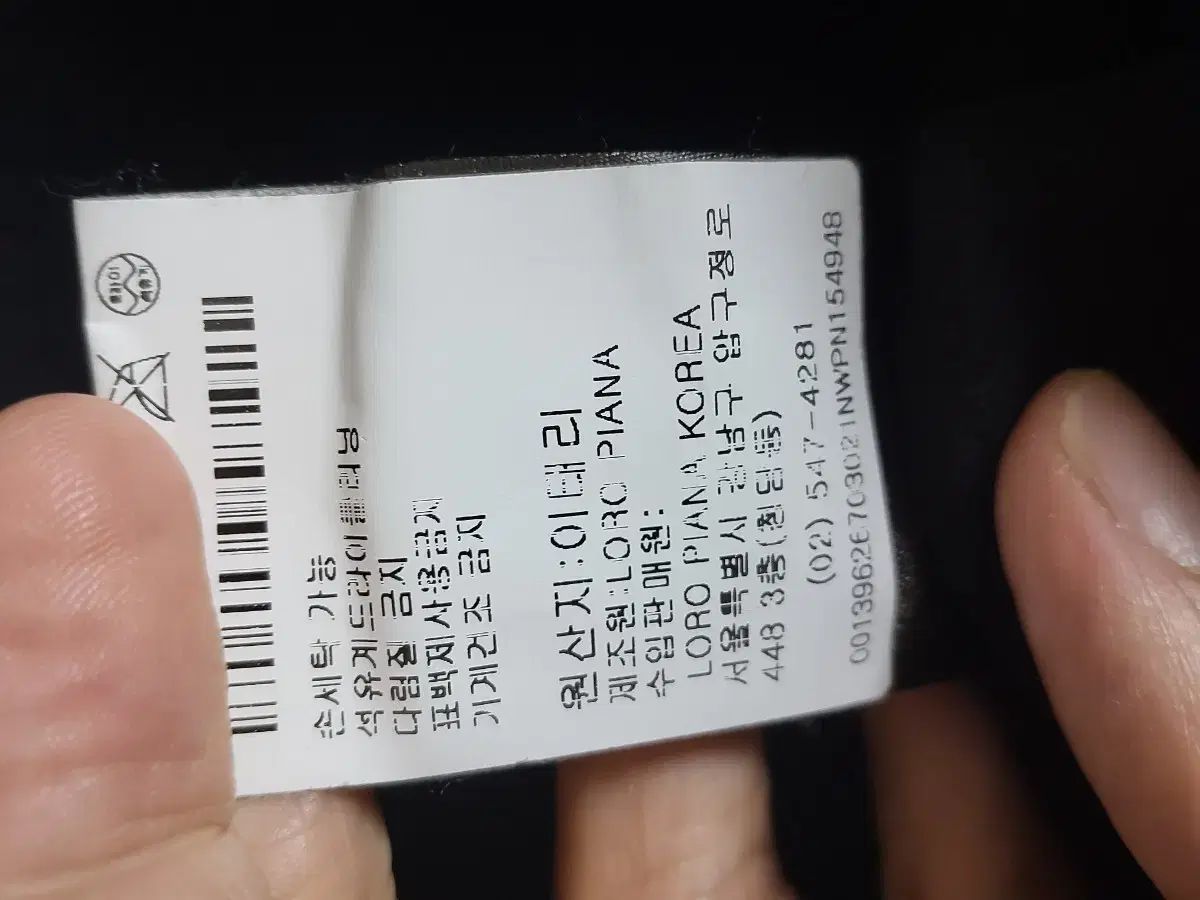 손세탁 가능
석유계드라이클리닝
다림질 금지
표백제사용금지
기계건조 금지
원산지:이태리
제조원:LORO PIANA
수입판매원:
LORO PIANA KOREA
서울특별시 강남구 압구정로
448 3층(청담동)
(02) 547-4281
0013962E703021NWPN154948